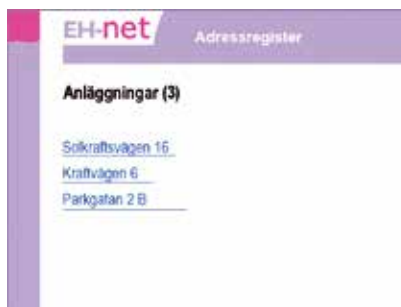 EH-net
Adressregister
Anläggningar (3)
Solkraftsvägen 16
Kraftvägen 6
Parkgatan 2 B